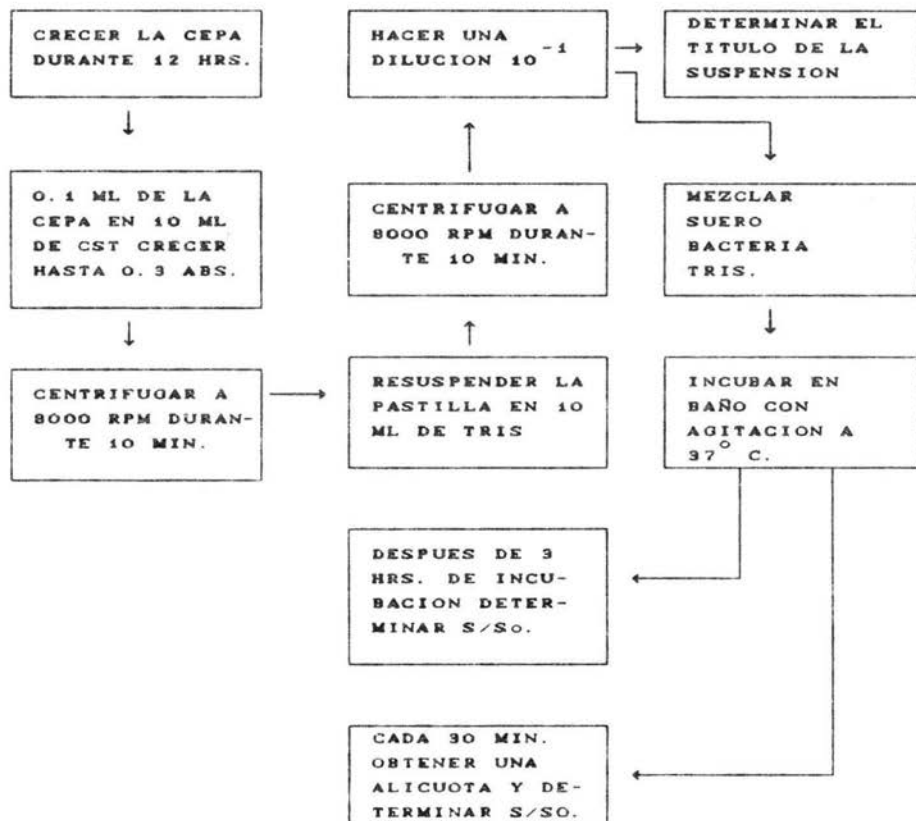 CRECER LA CEPA
DURANTE 12 HRS.
0.1 ML DE LA
CEPA EN 10 ML
DE CST CRECER
HASTA 0.3 ABS.
CENTRIFUGAR A
8000 RPM DURAN-
TE 10 MIN.
RESUSPENDER LA
PASTILLA EN 10
ML DE TRIS
CENTRIFUGAR A
8000 RPM DURAN-
TE 10 MIN.
HACER UNA
DILUCION 10⁻¹
DETERMINAR EL
TITULO DE LA
SUSPENSION
MEZCLAR
SUERO
BACTERIA
TRIS.
INCUBAR EN
BAÑO CON
AGITACION A
37° C.
DESPUES DE 3
HRS. DE INCU-
BACION DETER-
MINAR S/So.
CADA 30 MIN.
OBTENER UNA
ALICUOTA Y DE-
TERMINAR S/SO.